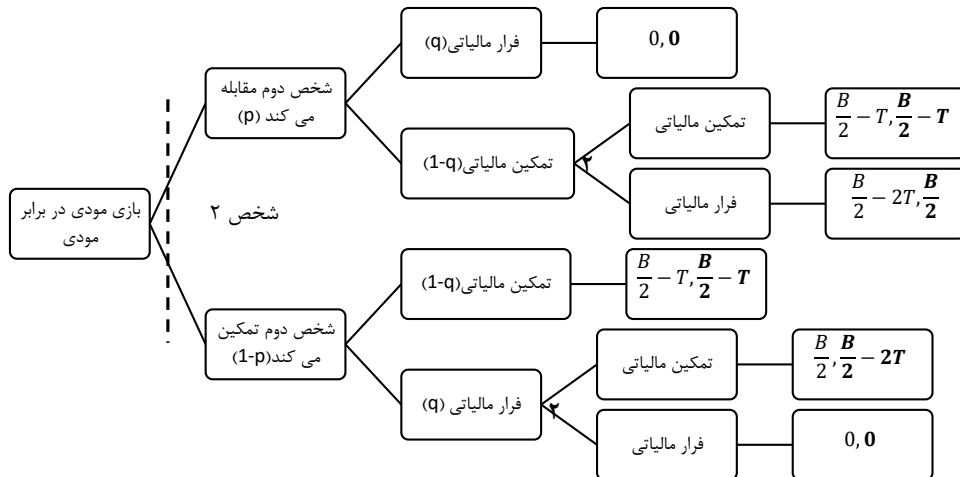 بازی مودی در برابر
مودی
شخص ۲
شخص دوم مقابله
می کند (p)
فرار مالیاتی(q)
0, 0
تمکین مالیاتی(1-q)
۲
تمکین مالیاتی
B/2 − T, B/2 − T
فرار مالیاتی
B/2 − 2T, B/2
شخص دوم تمکین
می کند(1-p)
تمکین مالیاتی(1-q)
B/2 − T, B/2 − T
فرار مالیاتی (q)
۲
تمکین مالیاتی
B/2, B/2 − 2T
فرار مالیاتی
0, 0